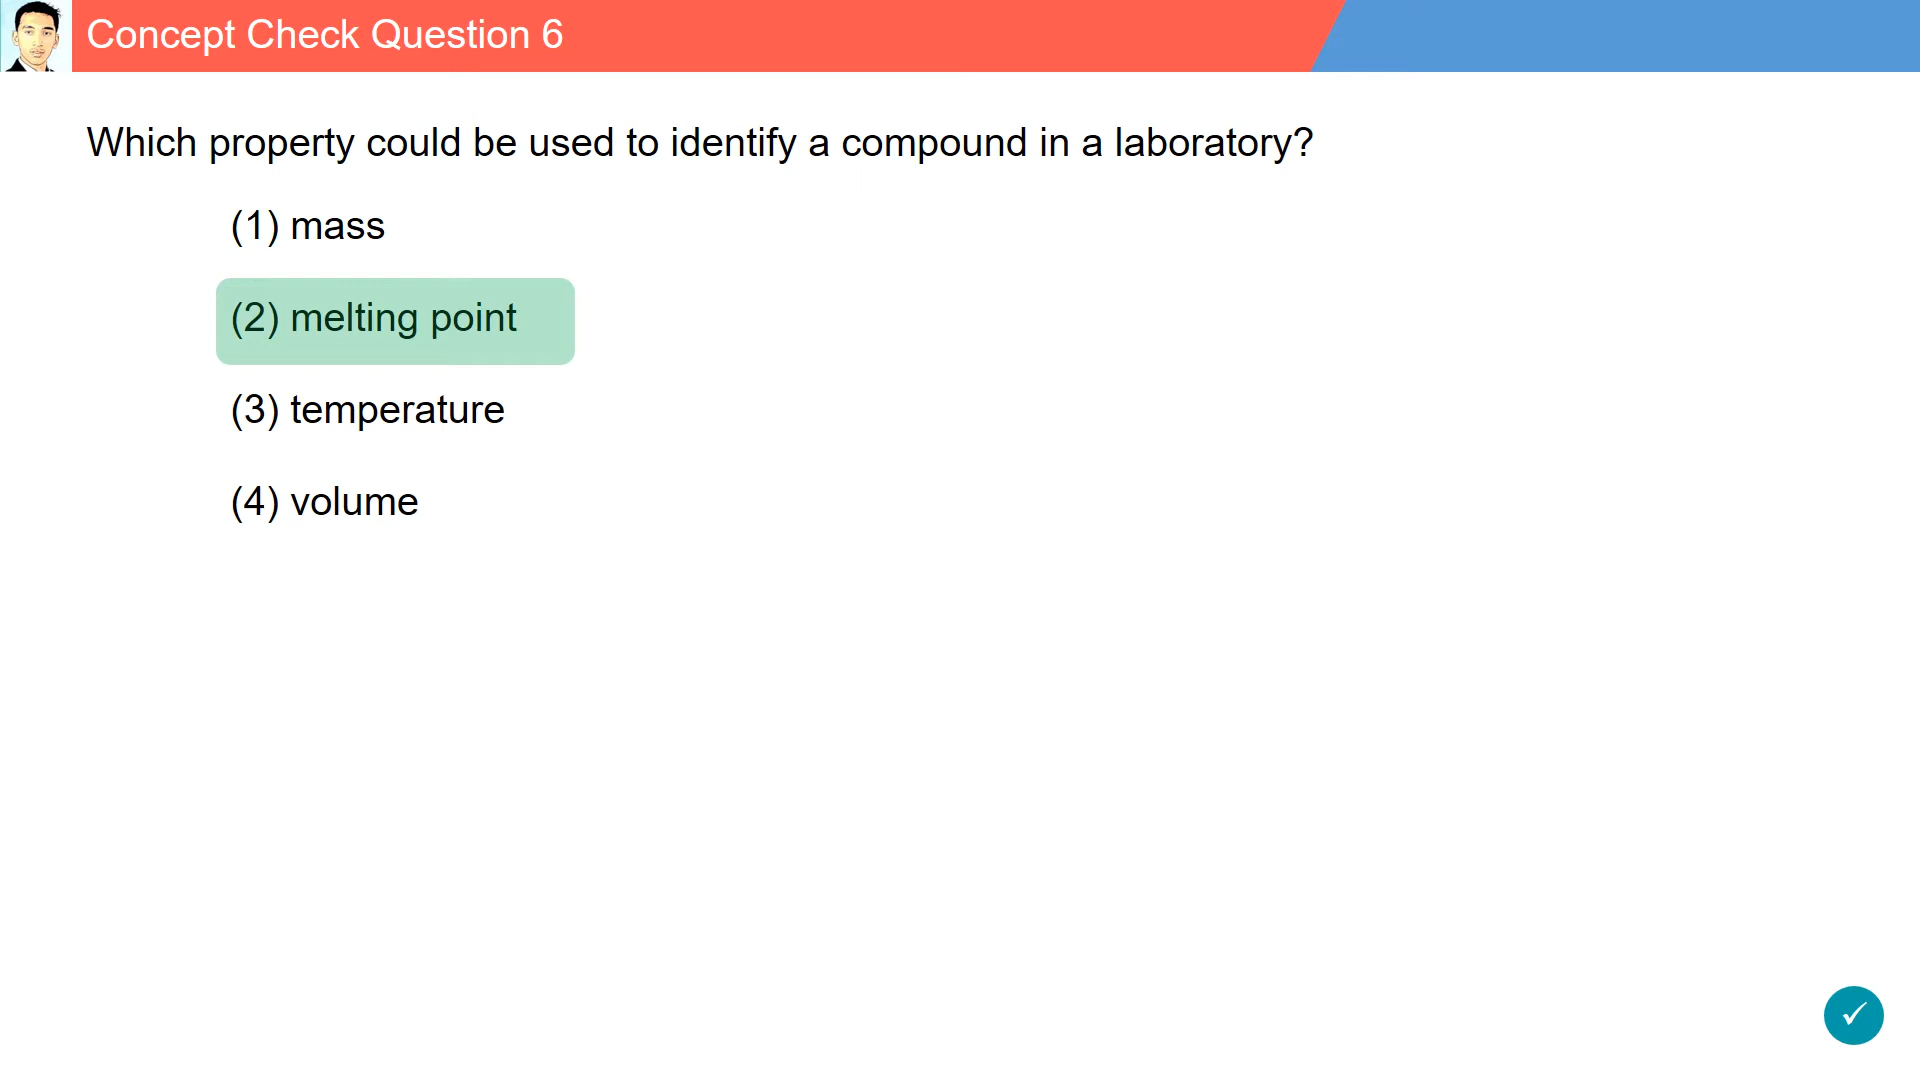 Concept Check Question 6
Which property could be used to identify a compound in a laboratory?
(1) mass
(2) melting point
(3) temperature
(4) volume